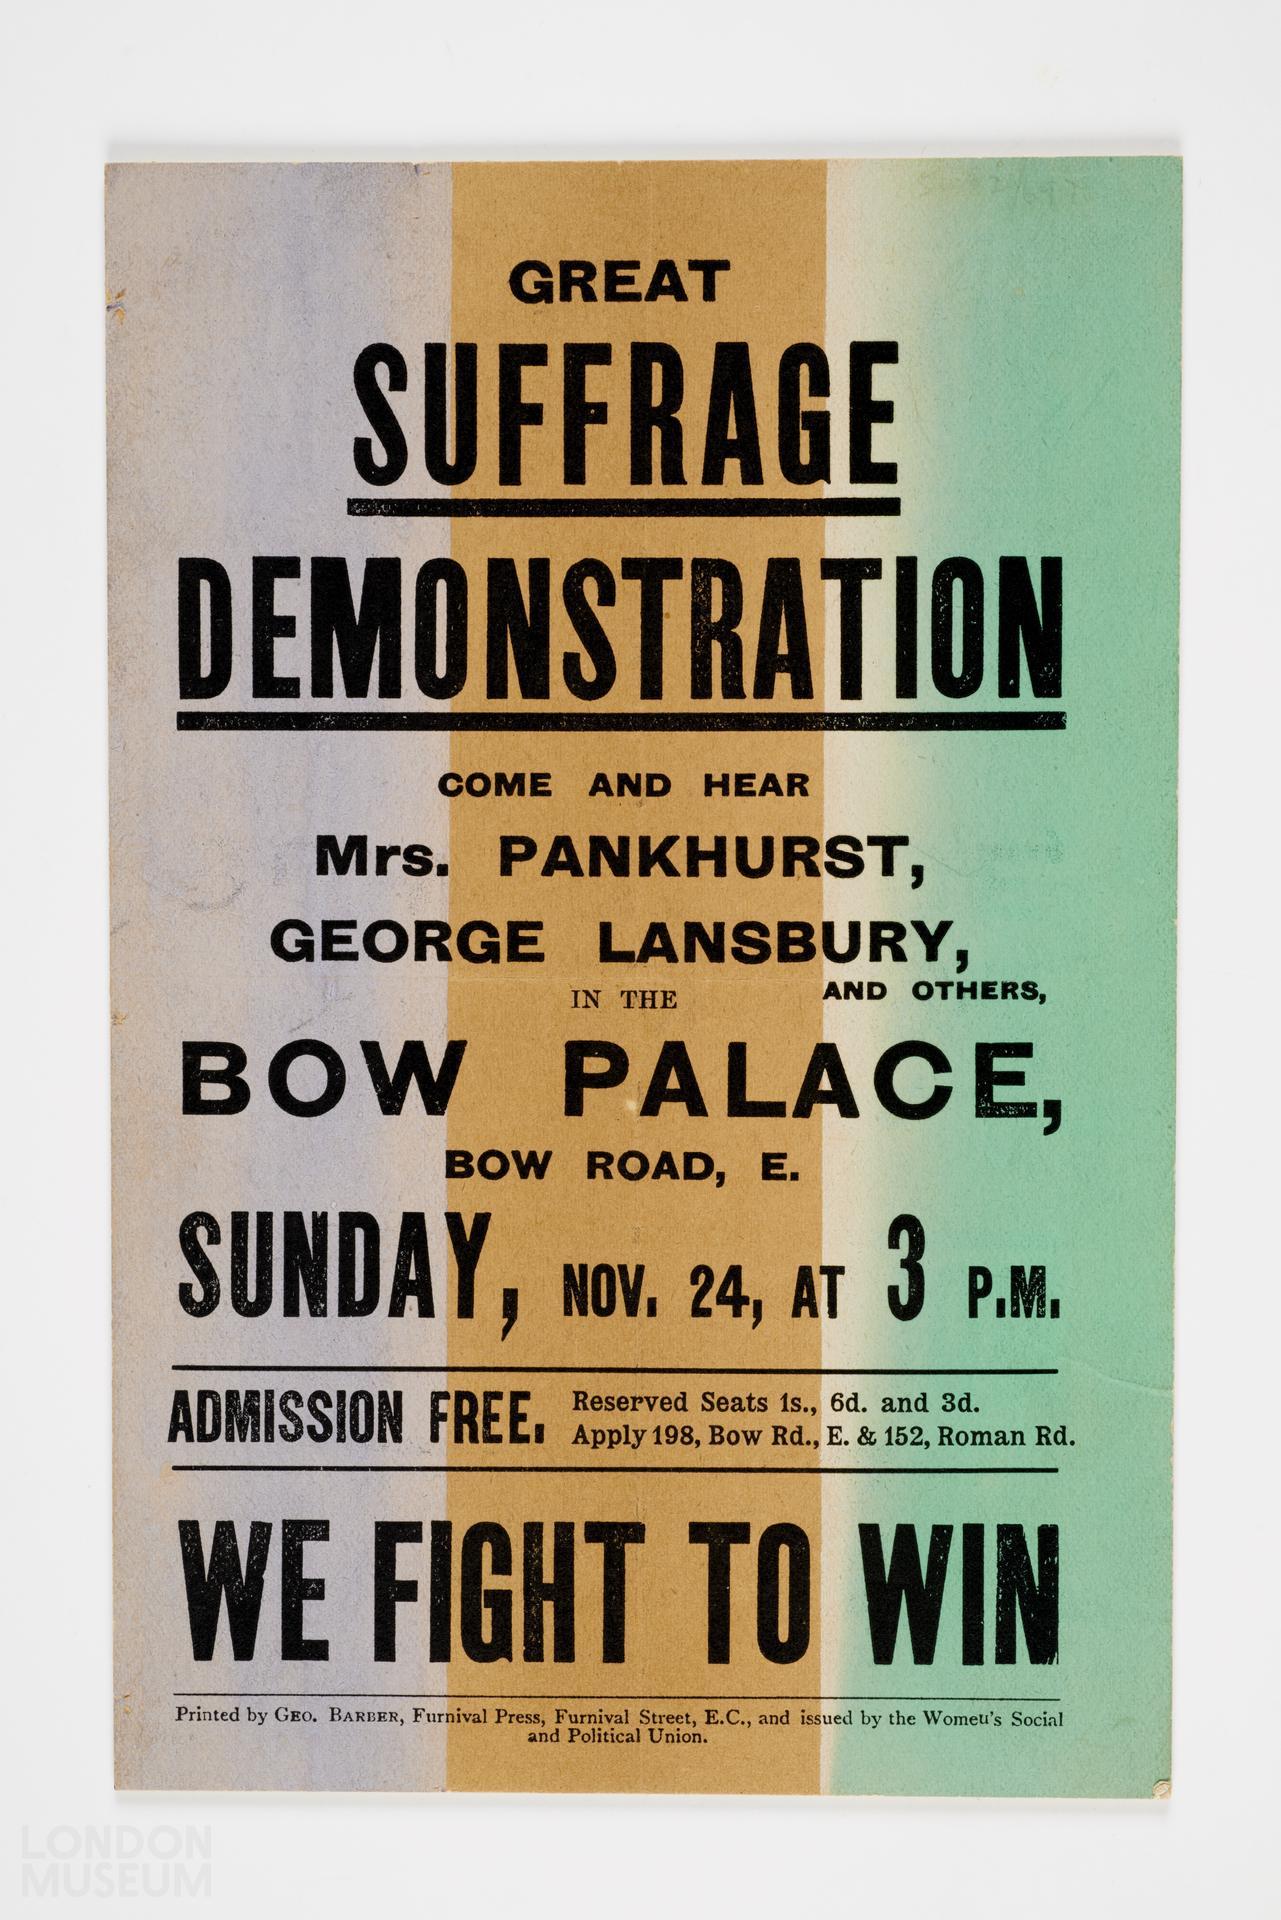 GREAT
SUFFRAGE
DEMONSTRATION
COME AND HEAR
Mrs. PANKHURST,
GEORGE LANSBURY,
AND OTHERS,
IN THE
BOW PALACE,
BOW ROAD, E.
SUNDAY, NOV. 24, AT 3 P.M.
ADMISSION FREE.
Reserved Seats 1s., 6d. and 3d.
Apply 198, Bow Rd., E. & 152, Roman Rd.
WE FIGHT TO WIN
Printed by GEO. BARBER, Furnival Press, Furnival Street, E.C., and issued by the Women's Social
and Political Union.
LONDON
MUSEUM